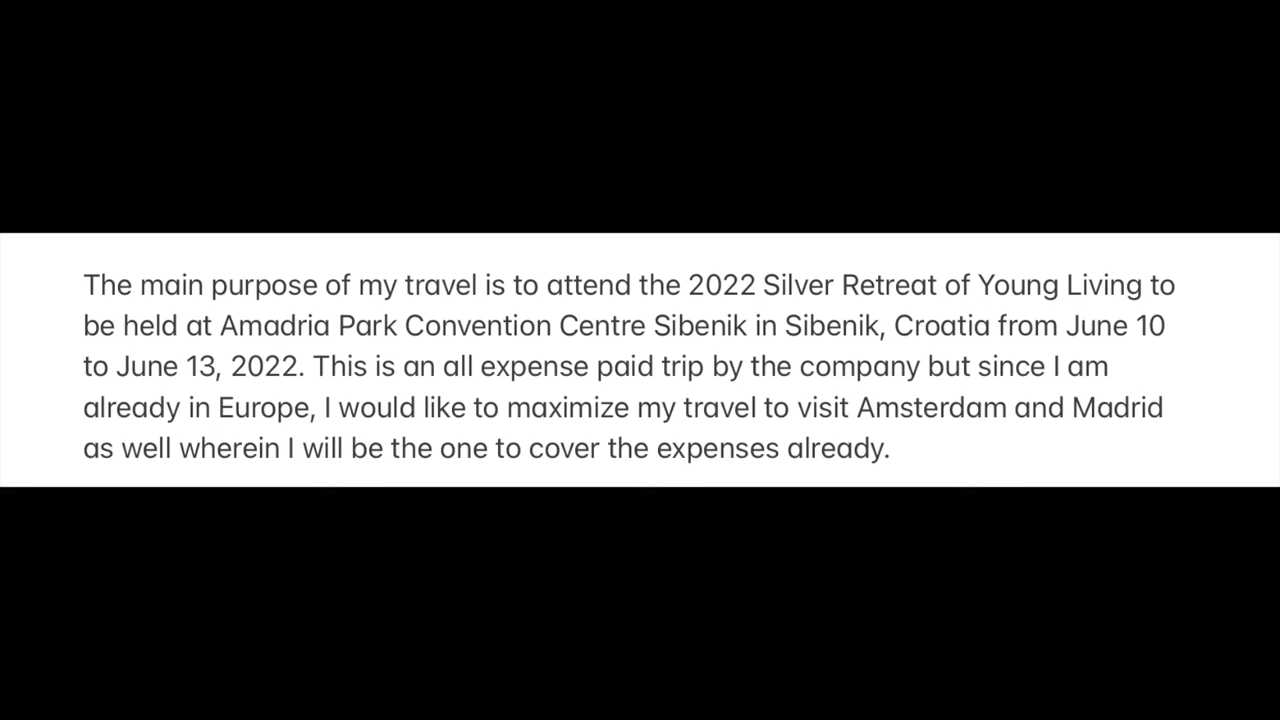 The main purpose of my travel is to attend the 2022 Silver Retreat of Young Living to
be held at Amadria Park Convention Centre Sibenik in Sibenik, Croatia from June 10
to June 13, 2022. This is an all expense paid trip by the company but since I am
already in Europe, I would like to maximize my travel to visit Amsterdam and Madrid
as well wherein I will be the one to cover the expenses already.